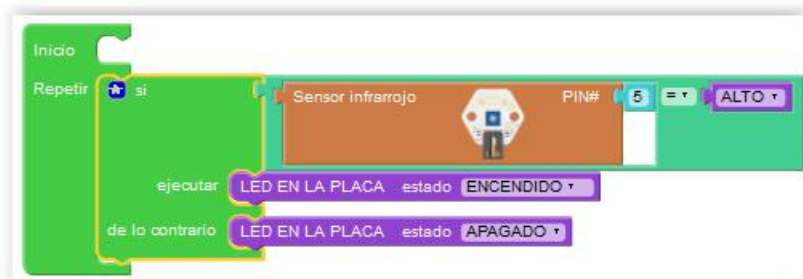 Inicio
Repetir si Sensor infrarrojo PIN# 5 = ALTO
ejecutar LED EN LA PLACA estado ENCENDIDO
de lo contrario LED EN LA PLACA estado APAGADO